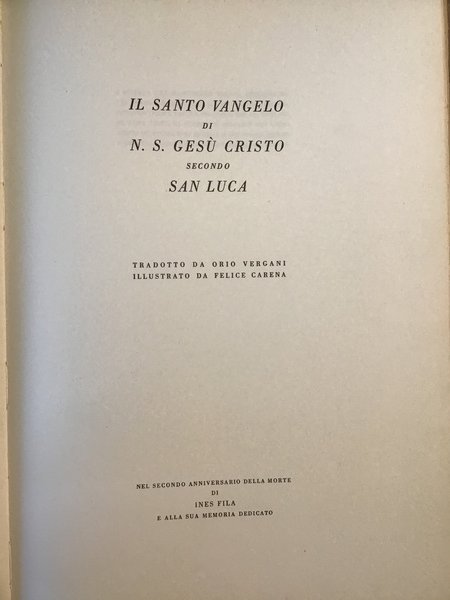 IL SANTO VANGELO
DI
N. S. GESÙ CRISTO
SECONDO
SAN LUCA
TRADOTTO DA ORIO VERGANI
ILLUSTRATO DA FELICE CARENA
NEL SECONDO ANNIVERSARIO DELLA MORTE
DI
INES FILA
E ALLA SUA MEMORIA DEDICATO